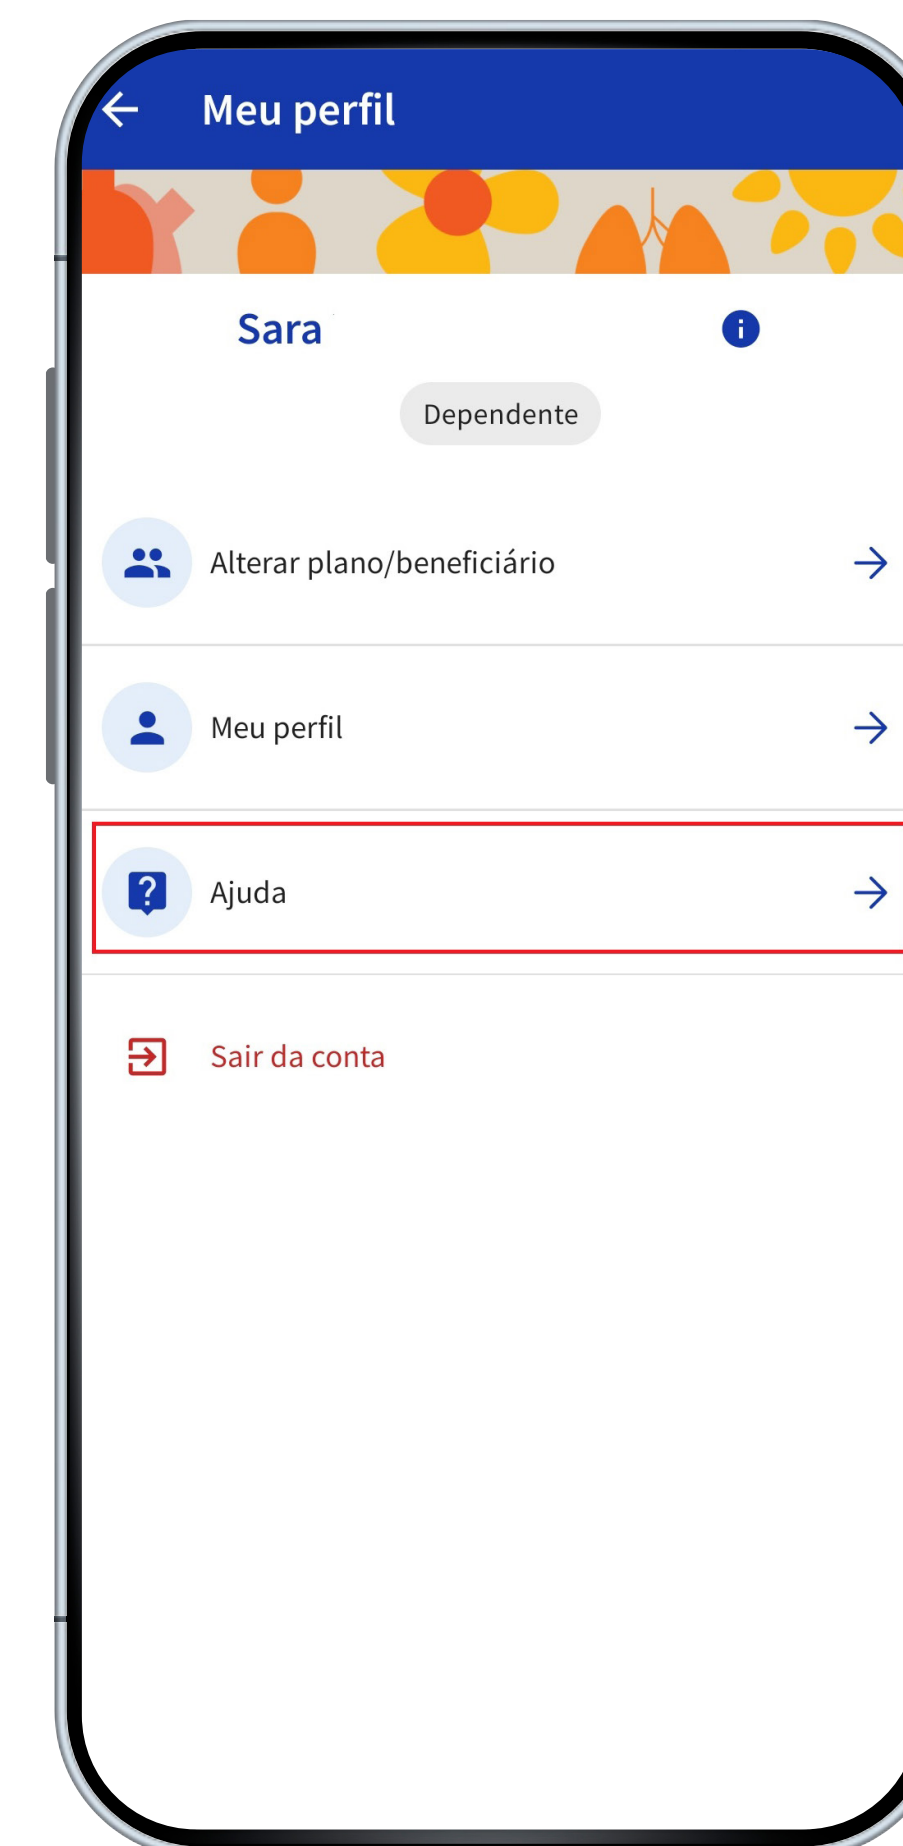 Meu perfil
Sara
Dependente
Alterar plano/beneficiário
Meu perfil
Ajuda
Sair da conta